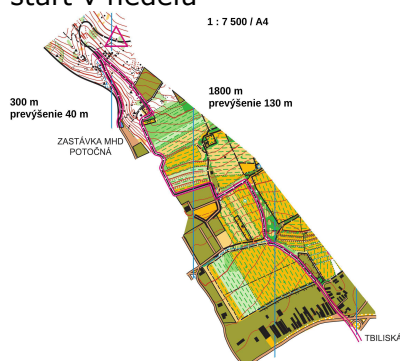 štart v nedeľu
1 : 7 500 / A4
300 m
prevýšenie 40 m
1800 m
prevýšenie 130 m
ZASTÁVKA MHD
POTOČNÁ
TBILISKÁ